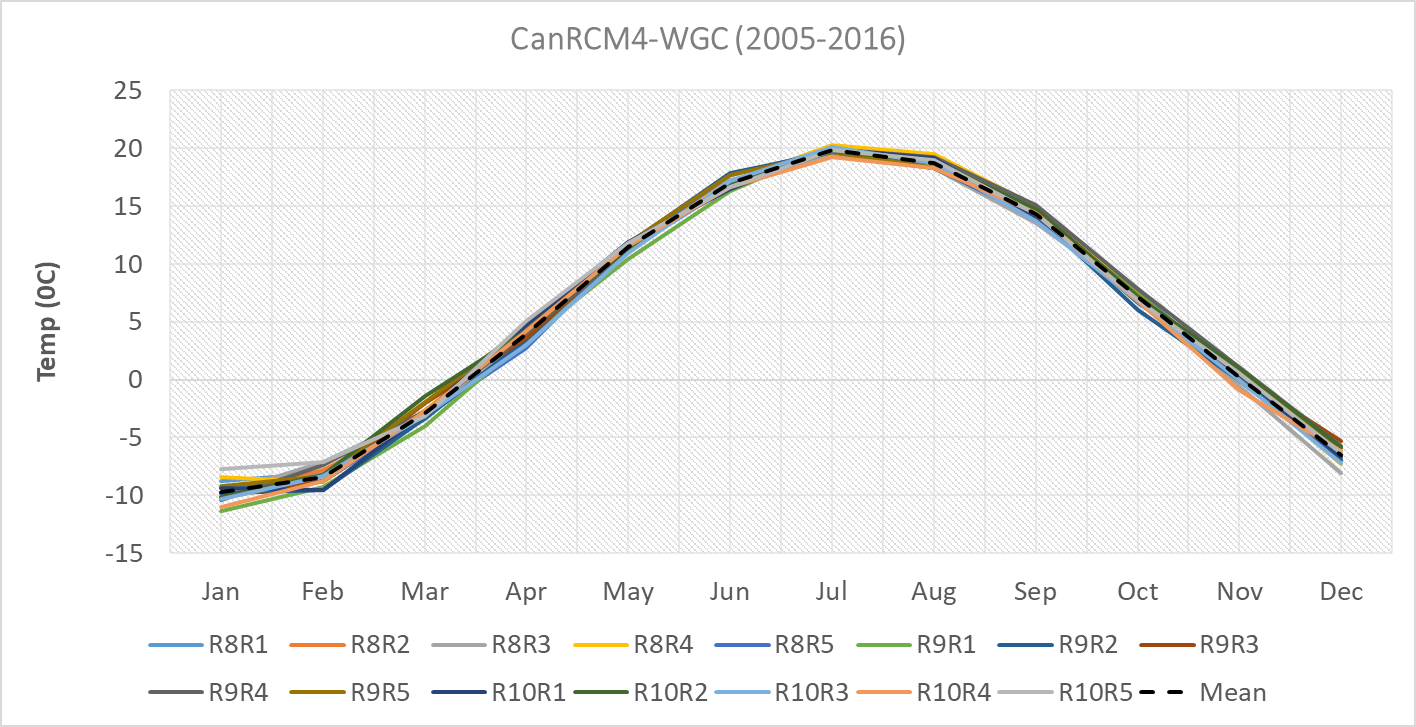 CanRCM4-WGC (2005-2016)
25
20
15
10
5
0
-5
-10
-15
Temp (0C)
Jan Feb Mar Apr May Jun Jul Aug Sep Oct Nov Dec
R8R1 R8R2 R8R3 R8R4 R8R5 R9R1 R9R2 R9R3
R9R4 R9R5 R10R1 R10R2 R10R3 R10R4 R10R5 Mean